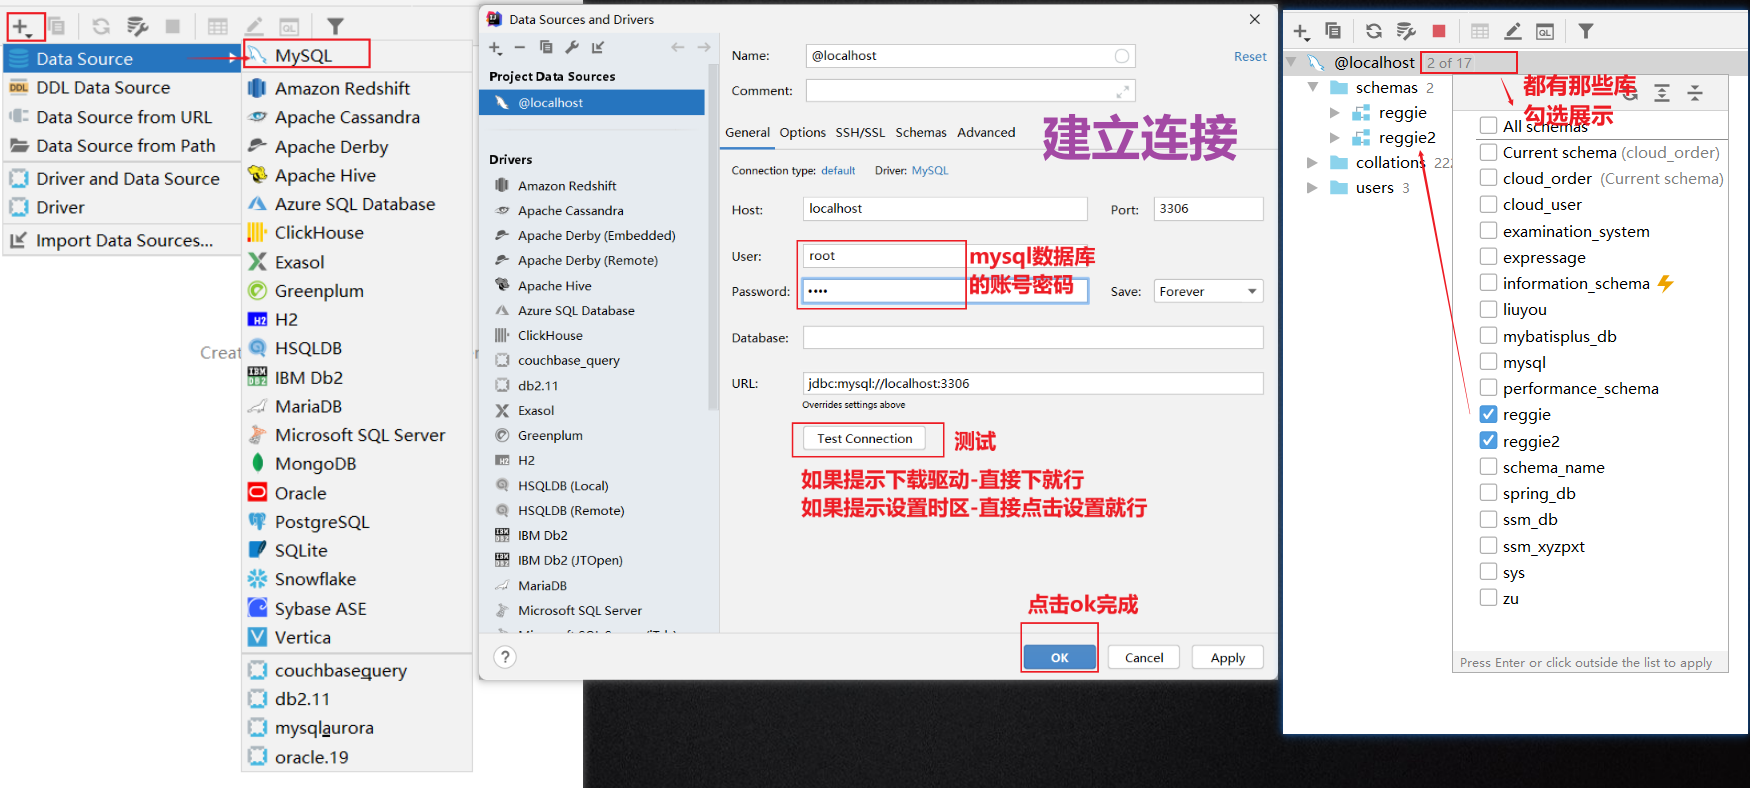 Data Source
DDL Data Source
Data Source from URL
Data Source from Path
Driver and Data Source
Driver
Import Data Sources...
Creat
MySQL
Amazon Redshift
Apache Cassandra
Apache Derby
Apache Hive
Azure SQL Database
ClickHouse
Exasol
Greenplum
H2
HSQLDB
IBM Db2
MariaDB
Microsoft SQL Server
MongoDB
Oracle
PostgreSQL
SQLite
Snowflake
Sybase ASE
Vertica
couchbasequery
db2.11
mysqlaurora
oracle.19
Data Sources and Drivers
Project Data Sources
@localhost
Drivers
Amazon Redshift
Apache Cassandra
Apache Derby (Embedded)
Apache Derby (Remote)
Apache Hive
Azure SQL Database
ClickHouse
couchbase_query
db2.11
Exasol
Greenplum
H2
HSQLDB (Local)
HSQLDB (Remote)
IBM Db2
IBM Db2 (JTOpen)
MariaDB
Microsoft SQL Server
Name: @localhost Reset
Comment:
General Options SSH/SSL Schemas Advanced
建立连接
Connection type: default Driver: MySQL
Host: localhost Port: 3306
User: root
mysql数据库
的账号密码
Password: •••• Save: Forever
Database:
URL: jdbc:mysql://localhost:3306
Overrides settings above
Test Connection 测试
如果提示下载驱动-直接下就行
如果提示设置时区-直接点击设置就行
点击ok完成
? OK Cancel Apply
@localhost 2 of 17
schemas 2
reggie
reggie2
collations 222
users 3
都有那些库
勾选展示
All schemas
Current schema (cloud_order)
cloud_order (Current schema)
cloud_user
examination_system
expressage
information_schema
liuyou
mybatisplus_db
mysql
performance_schema
reggie
reggie2
schema_name
spring_db
ssm_db
ssm_xyzpxt
sys
zu
Press Enter or click outside the list to apply